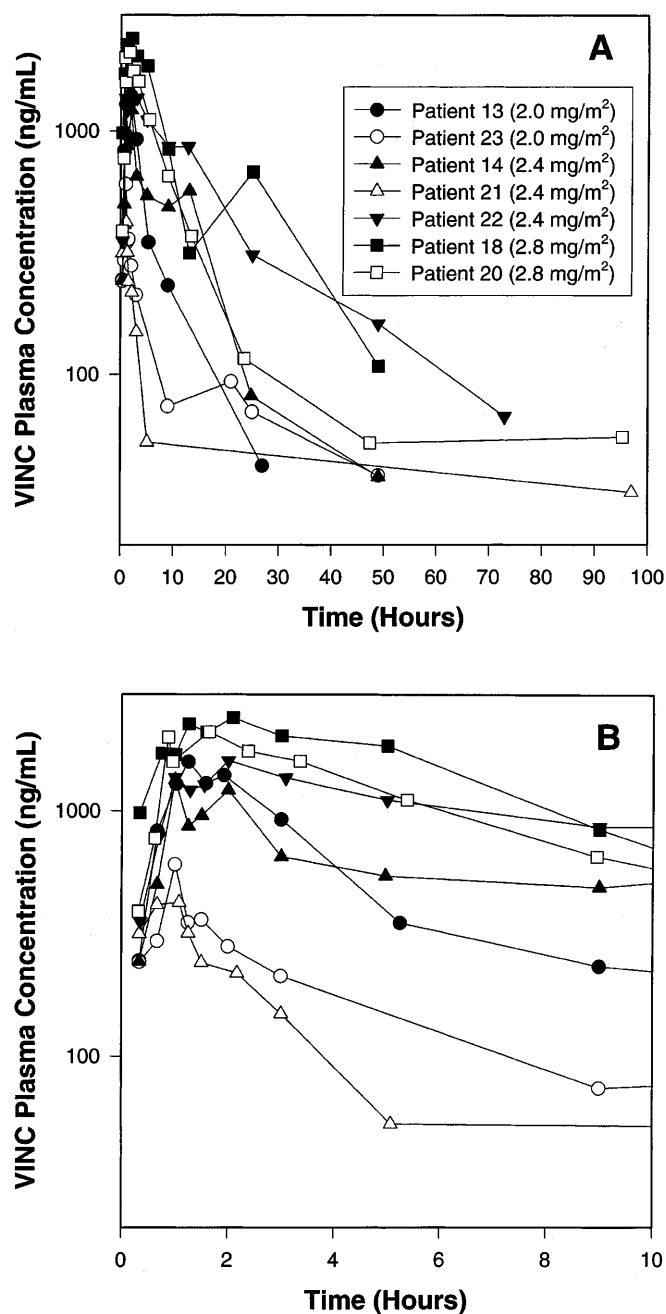 A
VINC Plasma Concentration (ng/mL)
1000
100
Patient 13 (2.0 mg/m²)
Patient 23 (2.0 mg/m²)
Patient 14 (2.4 mg/m²)
Patient 21 (2.4 mg/m²)
Patient 22 (2.4 mg/m²)
Patient 18 (2.8 mg/m²)
Patient 20 (2.8 mg/m²)
0 10 20 30 40 50 60 70 80 90 100
Time (Hours)
B
VINC Plasma Concentration (ng/mL)
1000
100
0 2 4 6 8 10
Time (Hours)